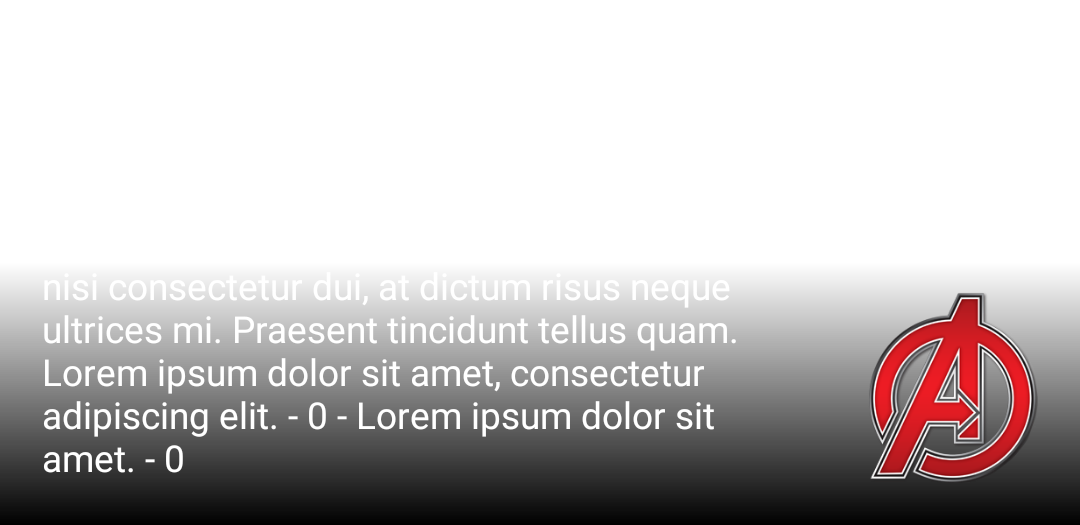 nisi consectetur dui, at dictum risus neque
ultrices mi. Praesent tincidunt tellus quam.
Lorem ipsum dolor sit amet, consectetur
adipiscing elit. - 0 - Lorem ipsum dolor sit
amet. - 0